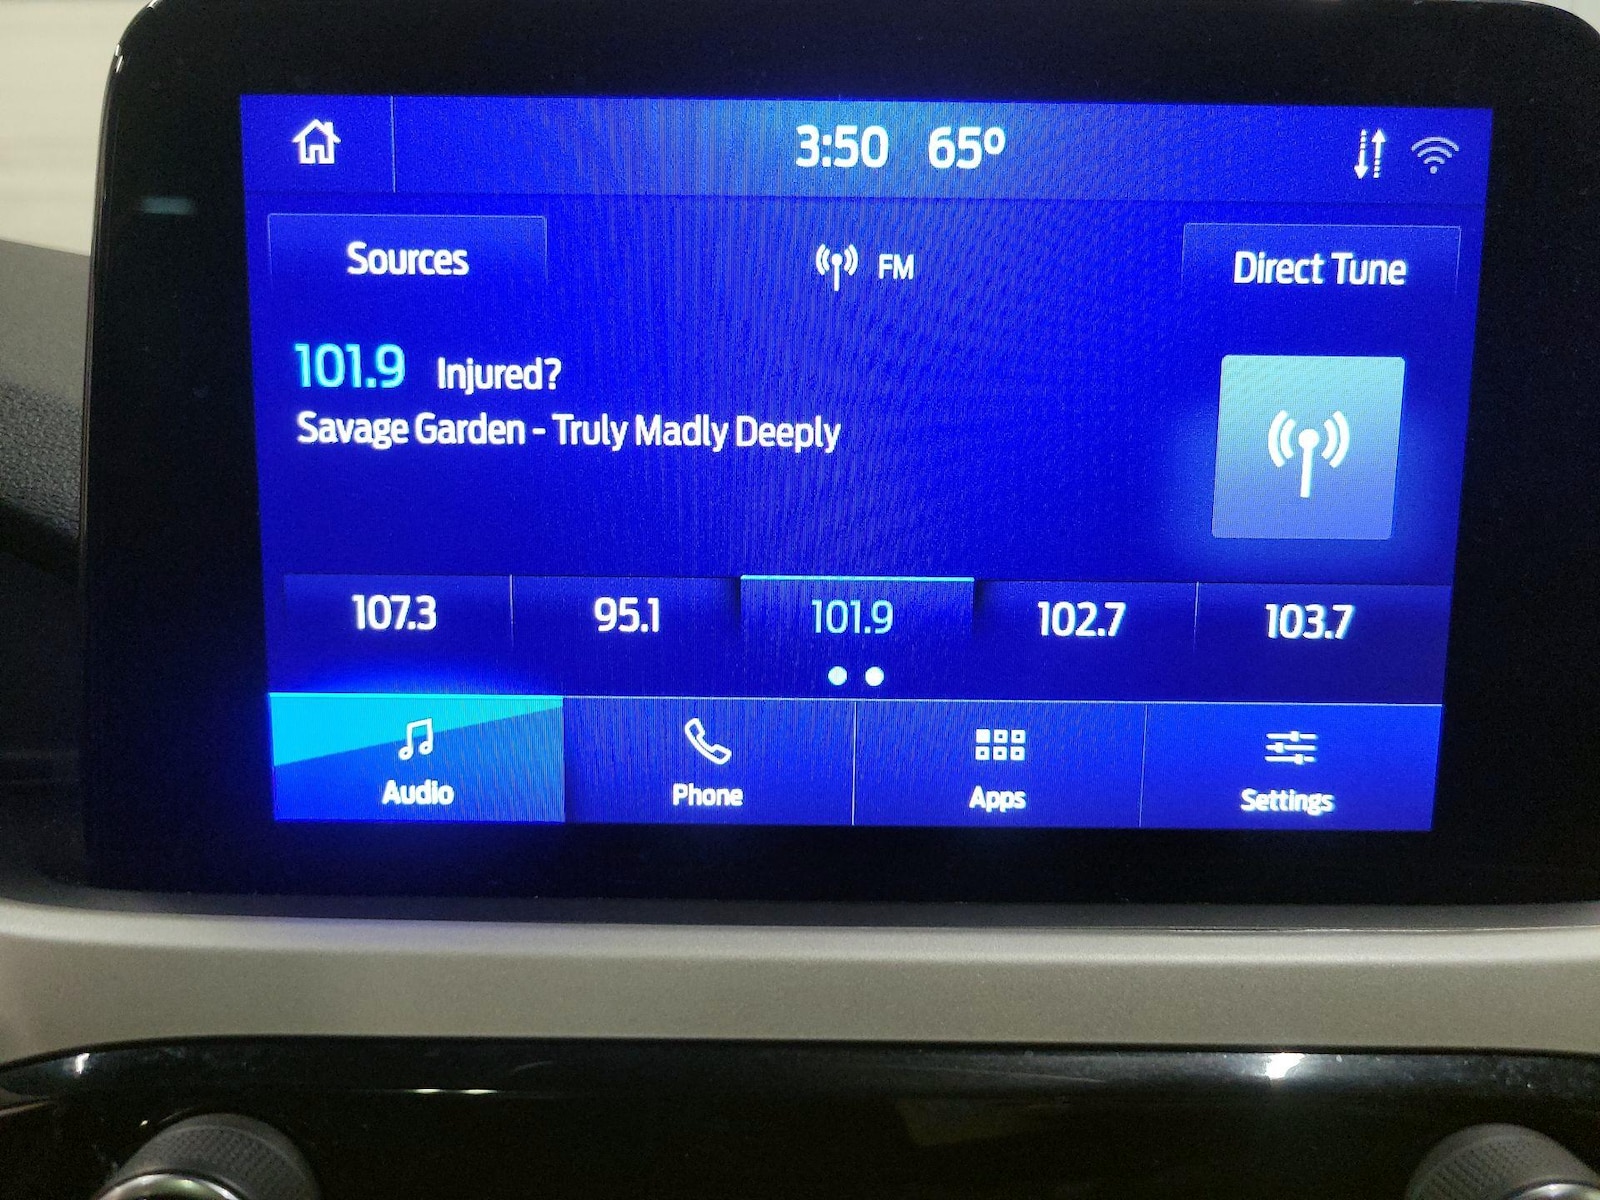 3:50 65º
Sources
FM
Direct Tune
101.9 Injured?
Savage Garden - Truly Madly Deeply
107.3
95.1
101.9
102.7
103.7
Audio
Phone
Apps
Settings